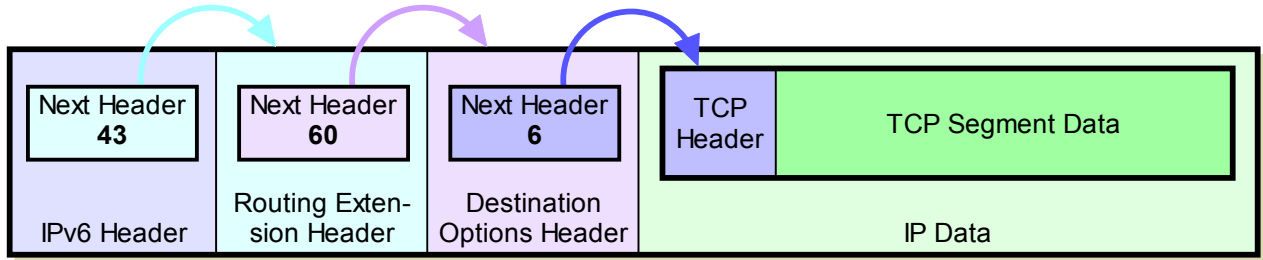 Next Header
43
IPv6 Header
Next Header
60
Routing Exten-
sion Header
Next Header
6
Destination
Options Header
TCP
Header
TCP Segment Data
IP Data